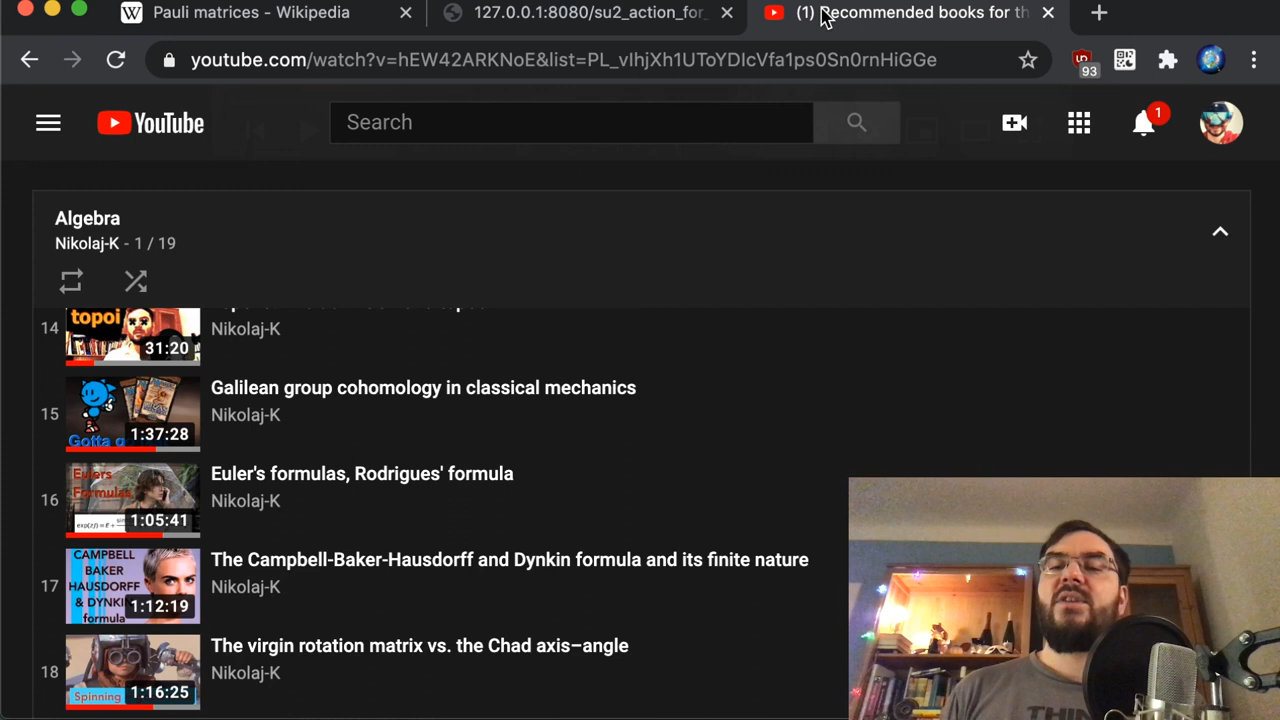 Pauli matrices - Wikipedia
127.0.0.1:8080/su2_action_for_
(1) Recommended books for th
youtube.com/watch?v=hEW42ARKNoE&list=PL_vIhjXh1UToYDIcVfa1ps0Sn0rnHiGGe
93
YouTube
Search
1
Algebra
Nikolaj-K - 1 / 19
14
topoi
31:20
Nikolaj-K
15
Gotta g
1:37:28
Galilean group cohomology in classical mechanics
Nikolaj-K
16
Eulers
Formulas
1:05:41
Euler's formulas, Rodrigues' formula
Nikolaj-K
17
CAMPBELL
BAKER
HAUSDORFF
& DYNKIN
formula
1:12:19
The Campbell-Baker-Hausdorff and Dynkin formula and its finite nature
Nikolaj-K
18
Spinning
1:16:25
The virgin rotation matrix vs. the Chad axis–angle
Nikolaj-K
THIN